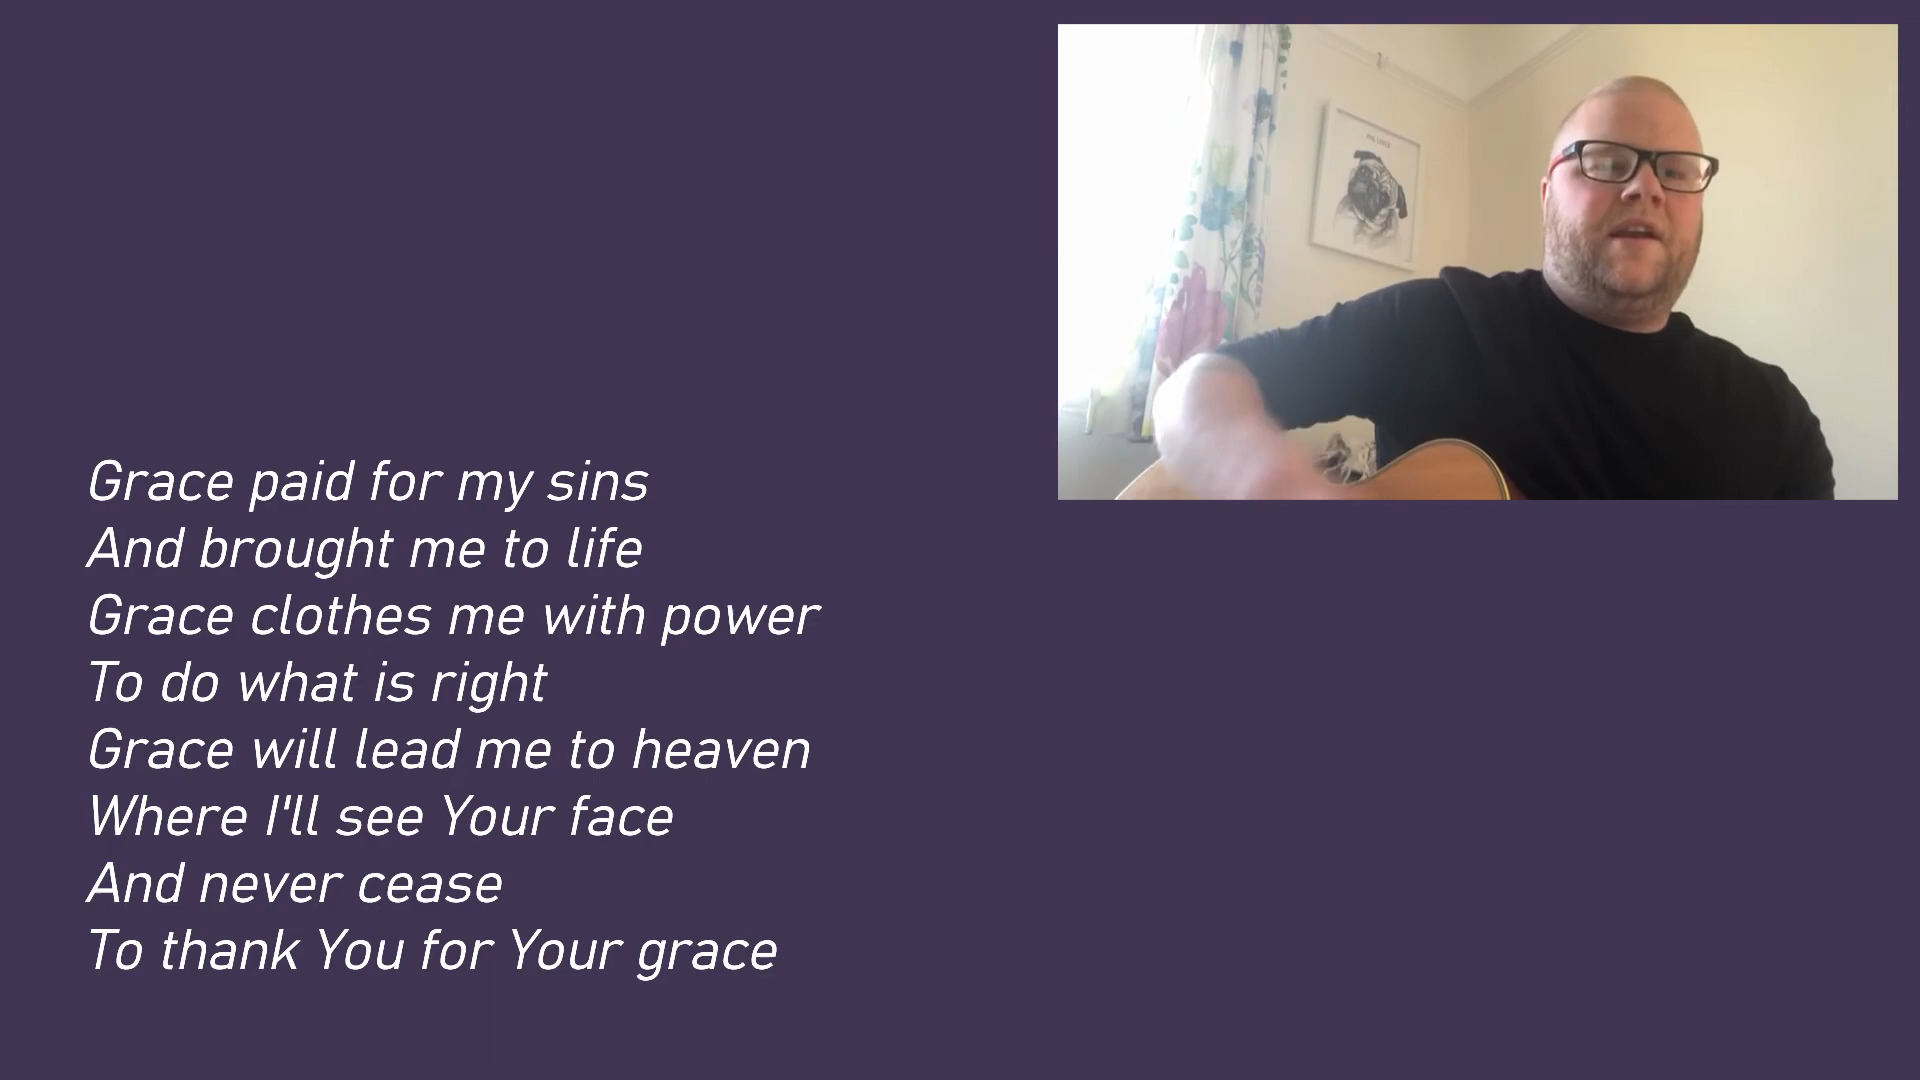 Grace paid for my sins
And brought me to life
Grace clothes me with power
To do what is right
Grace will lead me to heaven
Where I'll see Your face
And never cease
To thank You for Your grace